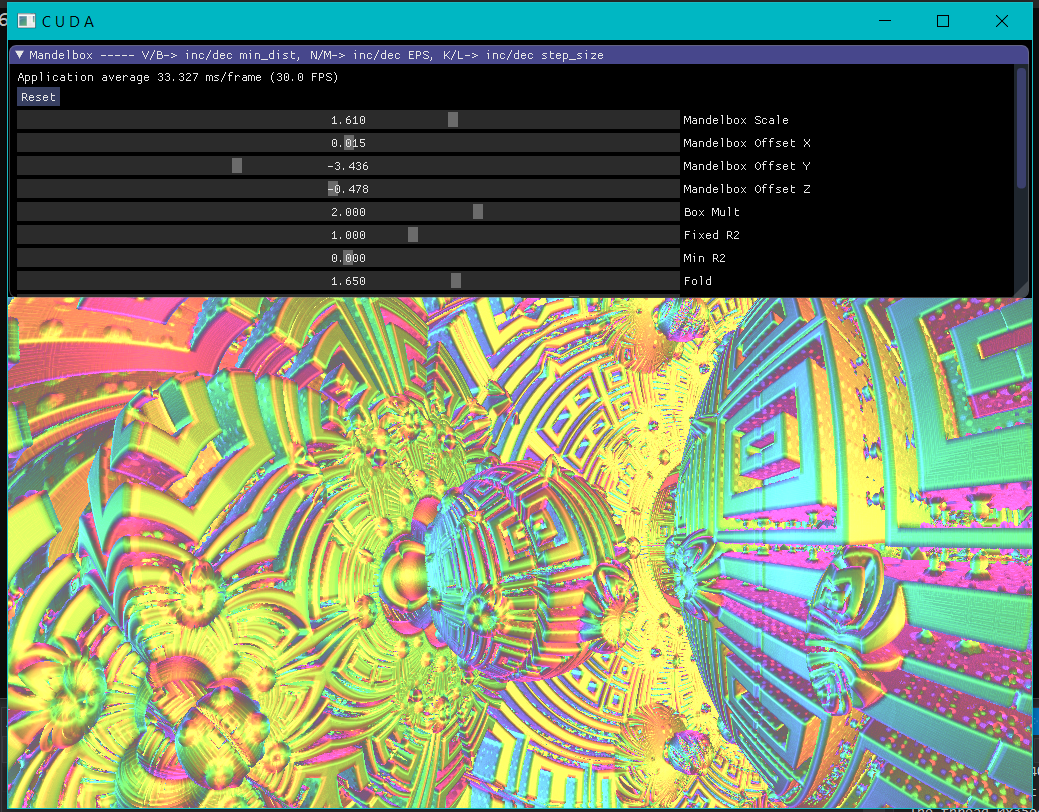 CUDA
Mandelbox ----- V/B-> inc/dec min_dist, N/M-> inc/dec EPS, K/L-> inc/dec step_size
Application average 33.327 ms/frame (30.0 FPS)
Reset
1.610 Mandelbox Scale
0.015 Mandelbox Offset X
-3.436 Mandelbox Offset Y
-0.478 Mandelbox Offset Z
2.000 Box Mult
1.000 Fixed R2
0.000 Min R2
1.650 Fold